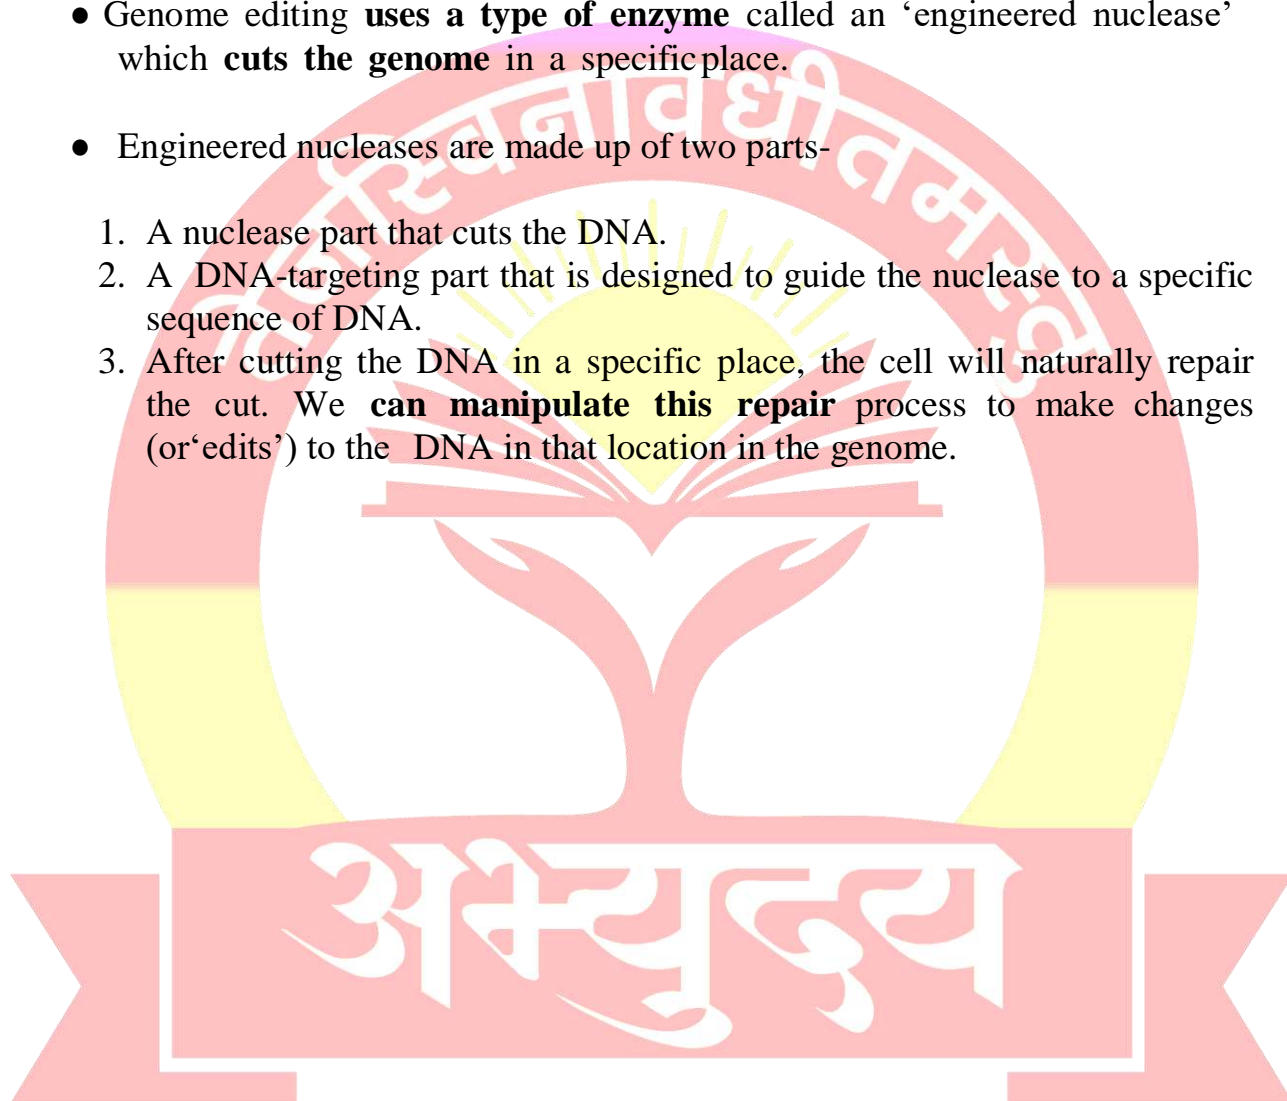 ● Genome editing uses a type of enzyme called an ‘engineered nuclease’
which cuts the genome in a specific place.
● Engineered nucleases are made up of two parts-
1. A nuclease part that cuts the DNA.
2. A DNA-targeting part that is designed to guide the nuclease to a specific
sequence of DNA.
3. After cutting the DNA in a specific place, the cell will naturally repair
the cut. We can manipulate this repair process to make changes
(or‘edits’) to the DNA in that location in the genome.
तेजस्विनावधीतमस्तु
अभ्युदय